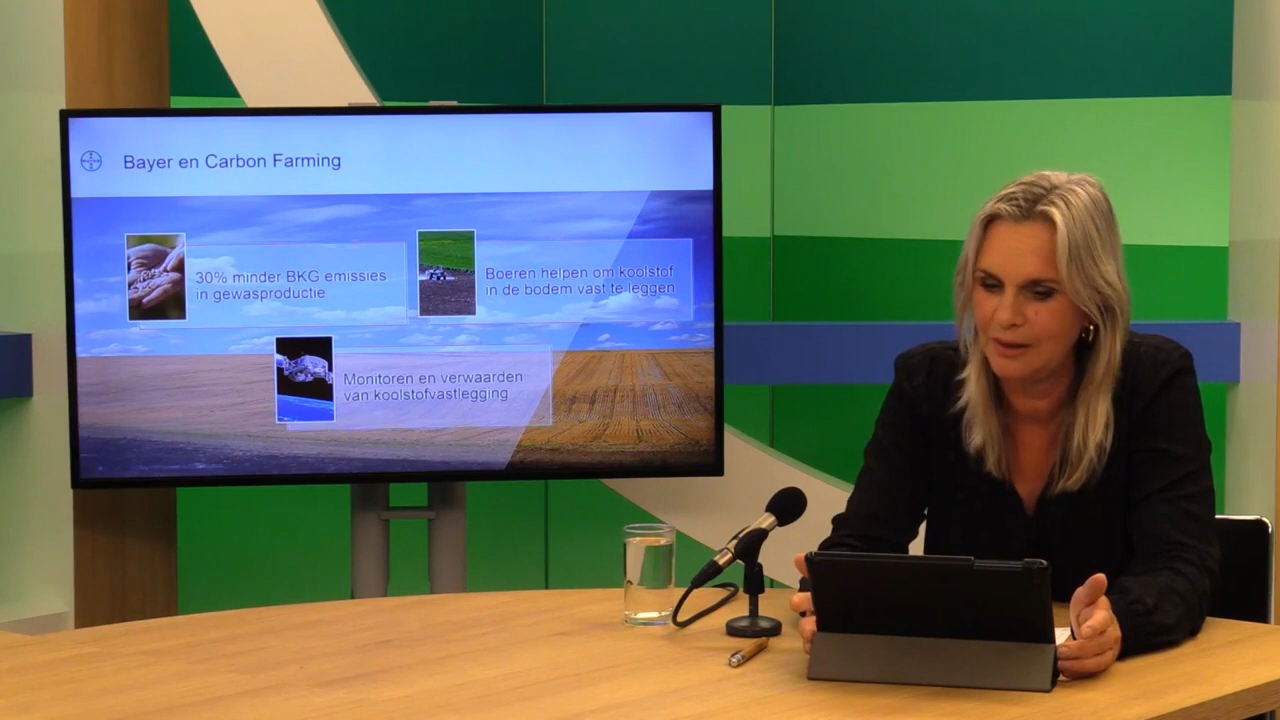 Bayer en Carbon Farming
30% minder BKG emissies
in gewasproductie
Boeren helpen om koolstof
in de bodem vast te leggen
Monitoren en verwaarden
van koolstofvastlegging